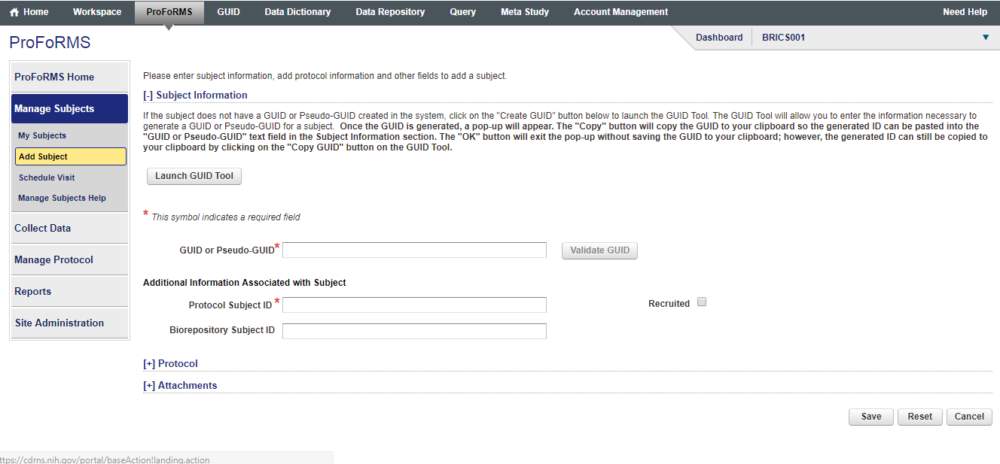 Home Workspace ProFoRMS GUID Data Dictionary Data Repository Query Meta Study Account Management Need Help
Dashboard BRICS001
ProFoRMS
ProFoRMS Home
Manage Subjects
My Subjects
Add Subject
Schedule Visit
Manage Subjects Help
Collect Data
Manage Protocol
Reports
Site Administration
Please enter subject information, add protocol information and other fields to add a subject.
[-] Subject Information
If the subject does not have a GUID or Pseudo-GUID created in the system, click on the "Create GUID" button below to launch the GUID Tool. The GUID Tool will allow you to enter the information necessary to
generate a GUID or Pseudo-GUID for a subject. Once the GUID is generated, a pop-up will appear. The "Copy" button will copy the GUID to your clipboard so the generated ID can be pasted into the
"GUID or Pseudo-GUID" text field in the Subject Information section. The "OK" button will exit the pop-up without saving the GUID to your clipboard; however, the generated ID can still be copied to
your clipboard by clicking on the "Copy GUID" button on the GUID Tool.
Launch GUID Tool
* This symbol indicates a required field
GUID or Pseudo-GUID* Validate GUID
Additional Information Associated with Subject
Protocol Subject ID * Recruited
Biorepository Subject ID
[+] Protocol
[+] Attachments
Save Reset Cancel
ttps://cdrns.nih.gov/portal/baseAction!landing.action